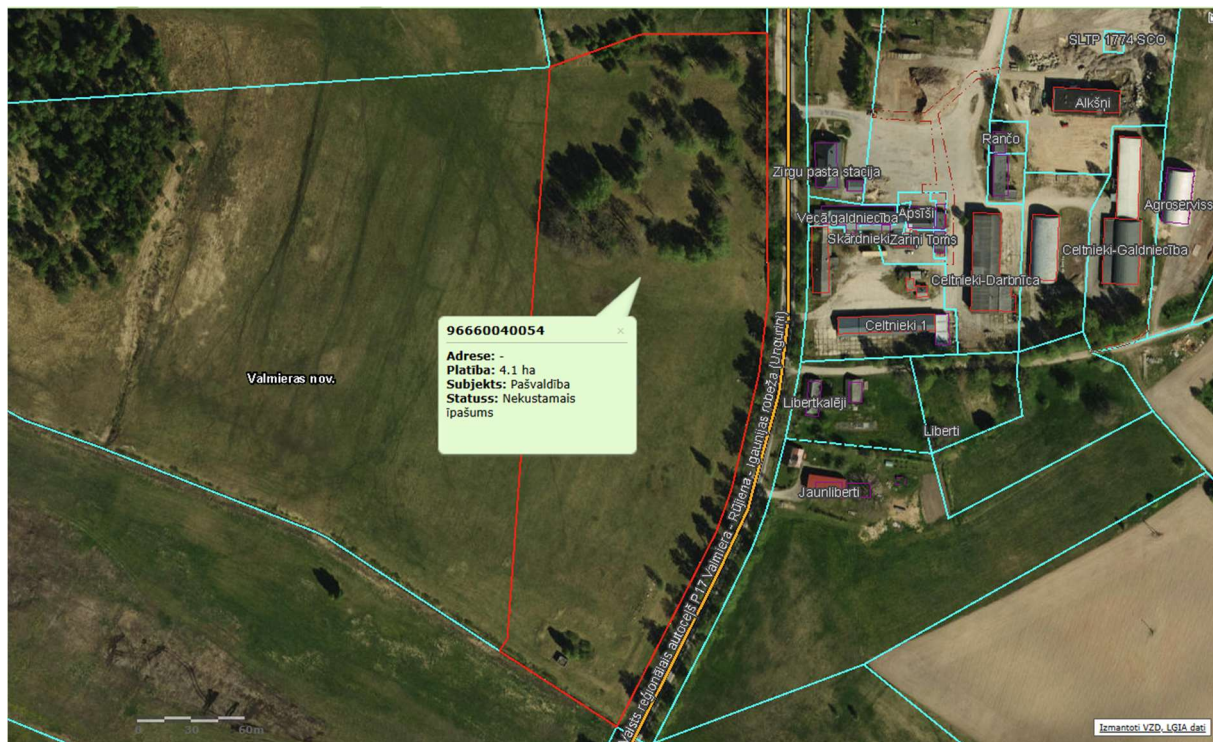 SLTP 1774 SCO
Alkšņi
Rančo
Zirgu pasta stacija
Agroserviss
Vecā galdniecība
Apsīši
Skārdnieki
Zariņi Toms
Celtnieki-Galdniecība
Celtnieki-Darbnīca
Celtnieki 1
96660040054
×
Adrese: -
Platība: 4.1 ha
Subjekts: Pašvaldība
Statuss: Nekustamais
īpašums
Valmieras nov.
Libertkalēji
Liberti
Jaunliberti
Valsts reģionālais autoceļš P17 Valmiera - Rūjiena - Igaunijas robeža (Unguriņi)
0 30 60m
Izmantoti VZD, LĢIA dati